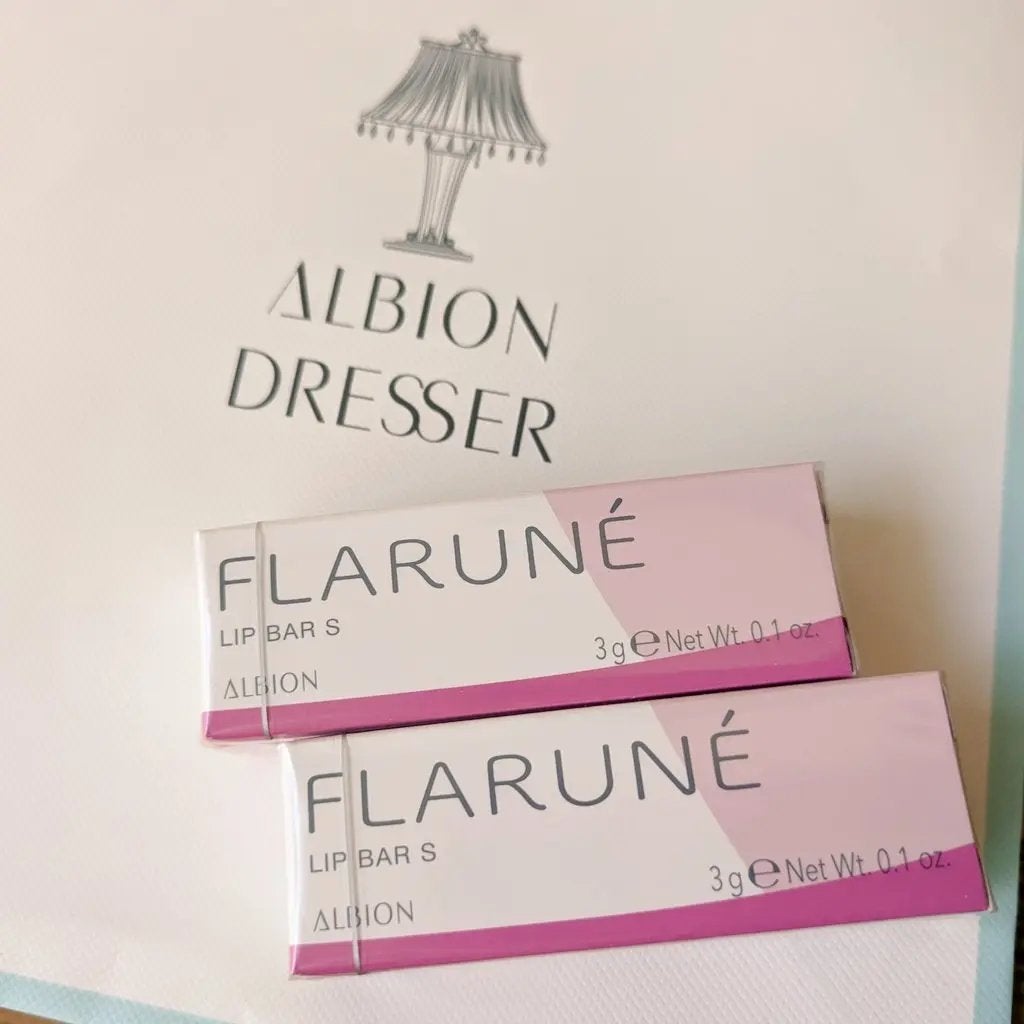 ALBION
DRESSER
FLARUNÉ
LIP BAR S
3g℮ Net Wt. 0.1 oz.
ALBION
FLARUNÉ
LIP BAR S
3g℮ Net Wt. 0.1 oz.
ALBION